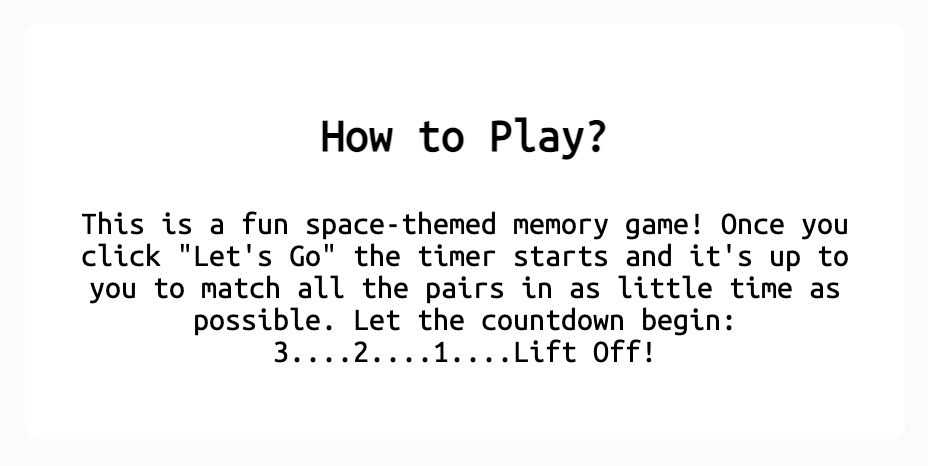 How to Play?
This is a fun space-themed memory game! Once you
click "Let's Go" the timer starts and it's up to
you to match all the pairs in as little time as
possible. Let the countdown begin:
3....2....1....Lift Off!